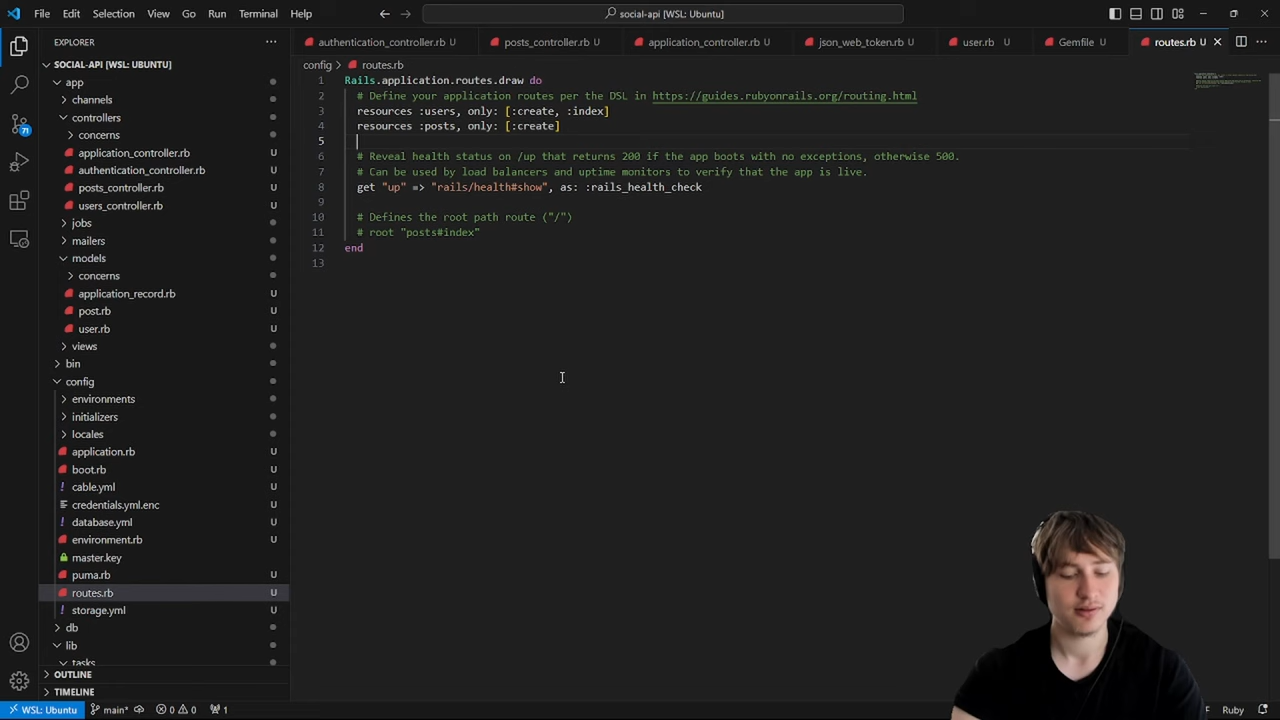 File Edit Selection View Go Run Terminal Help
social-api [WSL: Ubuntu]
EXPLORER
SOCIAL-API [WSL: UBUNTU]
app
channels
controllers
concerns
application_controller.rb U
authentication_controller.rb U
posts_controller.rb U
users_controller.rb U
jobs
mailers
models
concerns
application_record.rb U
post.rb U
user.rb U
views
bin
config
environments
initializers
locales
application.rb U
boot.rb U
cable.yml U
credentials.yml.enc U
database.yml U
environment.rb U
master.key
puma.rb U
routes.rb U
storage.yml U
db
lib
tasks
OUTLINE
TIMELINE
71
authentication_controller.rb U
posts_controller.rb U
application_controller.rb U
json_web_token.rb U
user.rb U
Gemfile U
routes.rb U
config > routes.rb
1 Rails.application.routes.draw do
2 # Define your application routes per the DSL in https://guides.rubyonrails.org/routing.html
3 resources :users, only: [:create, :index]
4 resources :posts, only: [:create]
5
6 # Reveal health status on /up that returns 200 if the app boots with no exceptions, otherwise 500.
7 # Can be used by load balancers and uptime monitors to verify that the app is live.
8 get "up" => "rails/health#show", as: :rails_health_check
9
10 # Defines the root path route ("/")
11 # root "posts#index"
12 end
13
WSL: Ubuntu main* 0 0 1
F Ruby